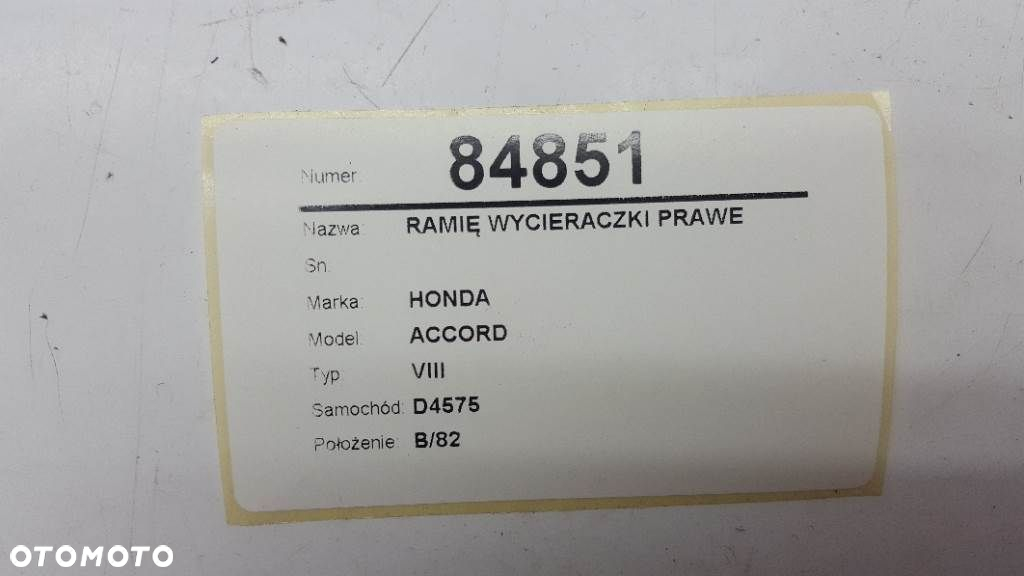 Numer: 84851
Nazwa: RAMIĘ WYCIERACZKI PRAWE
Sn:
Marka: HONDA
Model: ACCORD
Typ: VIII
Samochód: D4575
Położenie: B/82
OTOMOTO